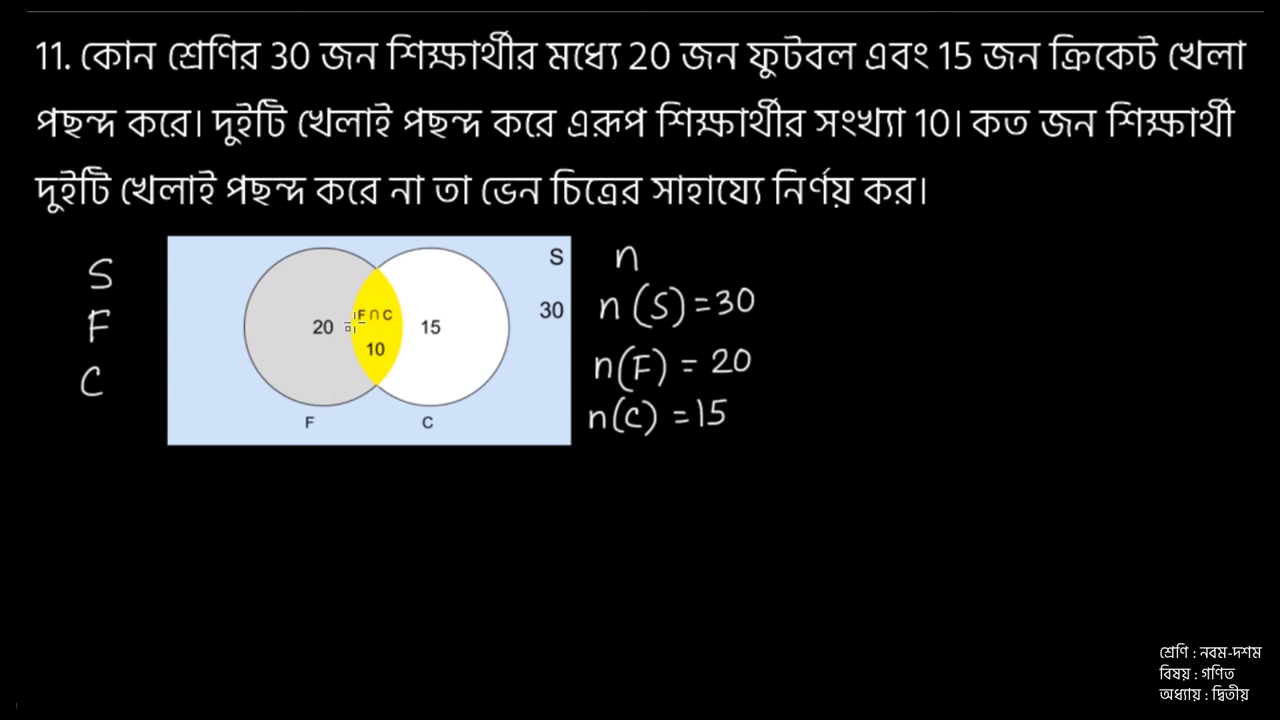 11. কোন শ্রেণির 30 জন শিক্ষার্থীর মধ্যে 20 জন ফুটবল এবং 15 জন ক্রিকেট খেলা
পছন্দ করে। দুইটি খেলাই পছন্দ করে এরূপ শিক্ষার্থীর সংখ্যা 10। কত জন শিক্ষার্থী
দুইটি খেলাই পছন্দ করে না তা ভেন চিত্রের সাহায্যে নির্ণয় কর।
S
F
C
S
30
F ∩ C
20
15
10
F
C
n
n(S) = 30
n(F) = 20
n(C) = 15
শ্রেণি : নবম-দশম
বিষয় : গণিত
অধ্যায় : দ্বিতীয়